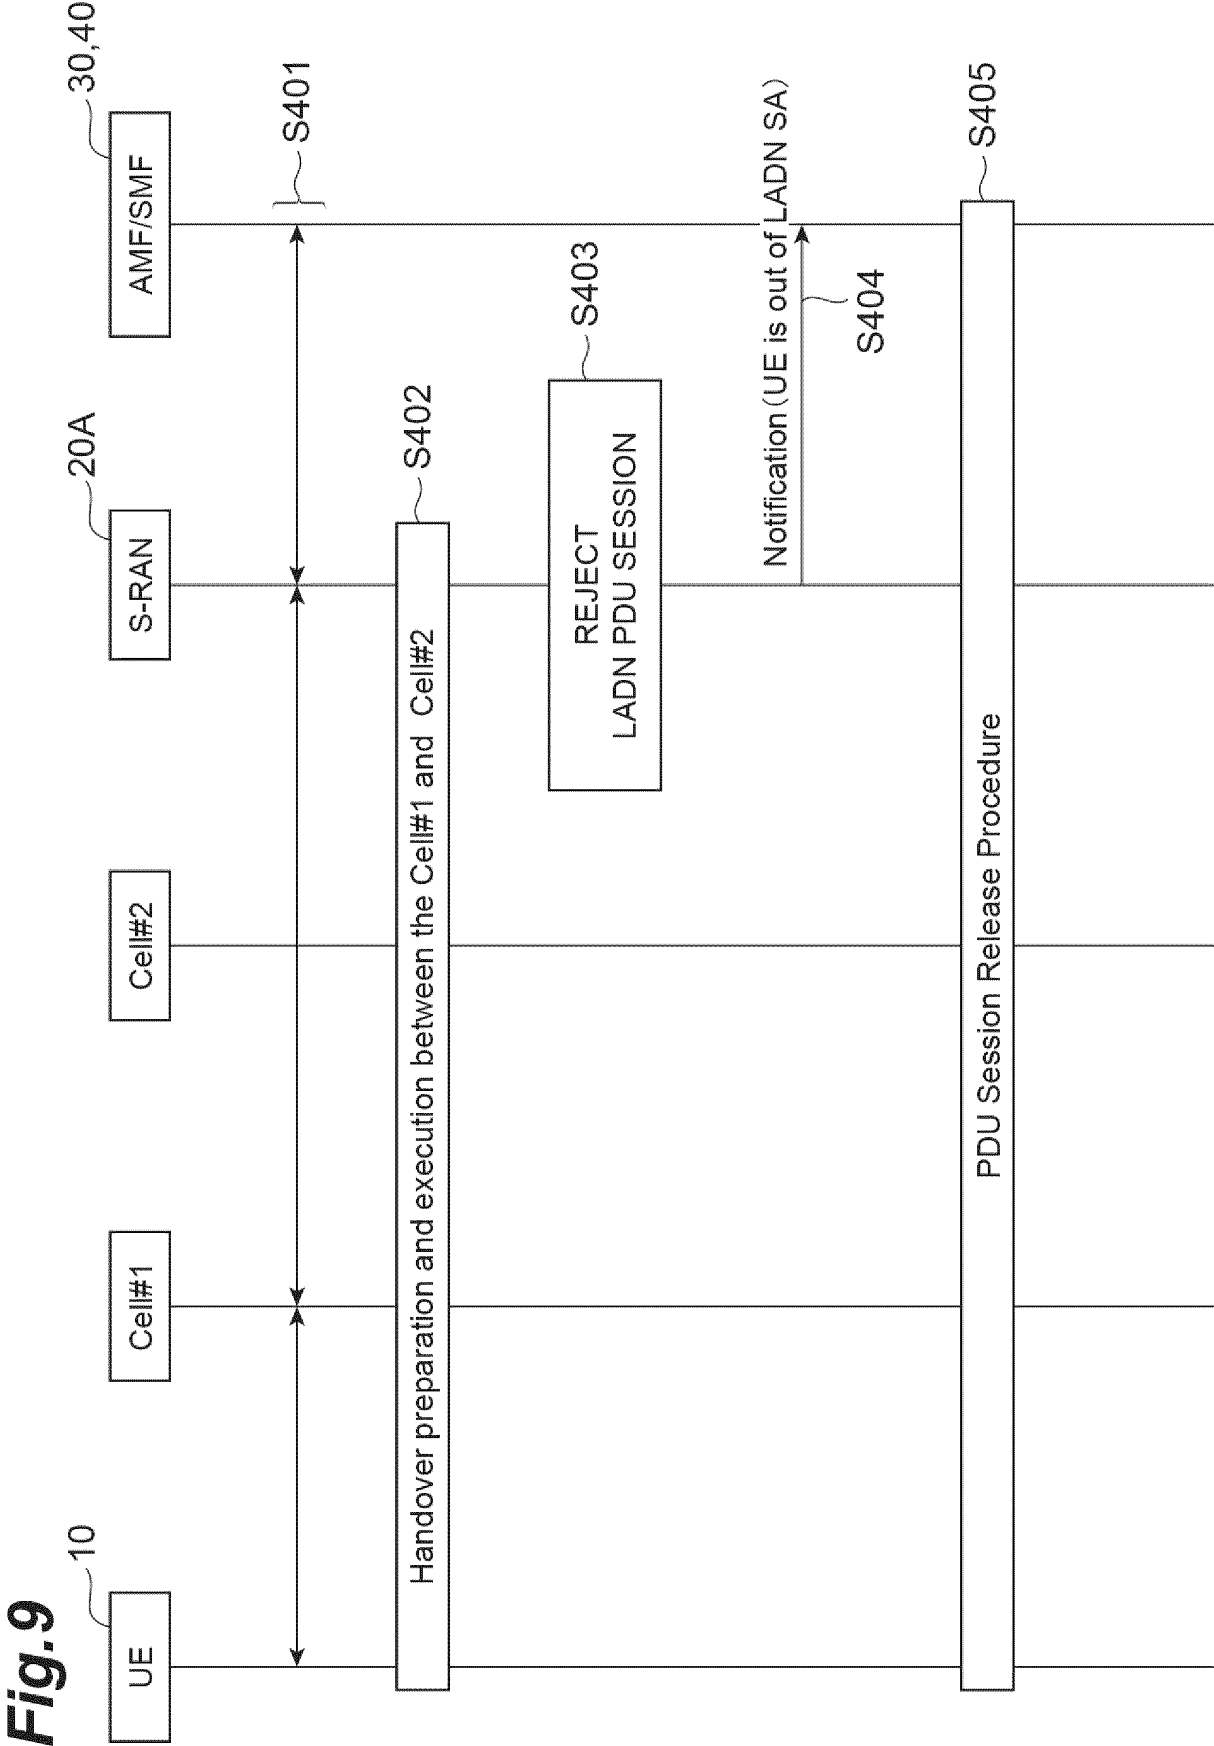 Fig.9
10
20A
30,40
UE
Cell#1
Cell#2
S-RAN
AMF/SMF
S401
Handover preparation and execution between the Cell#1 and Cell#2
S402
REJECT
LADN PDU SESSION
S403
Notification(UE is out of LADN SA)
S404
PDU Session Release Procedure
S405